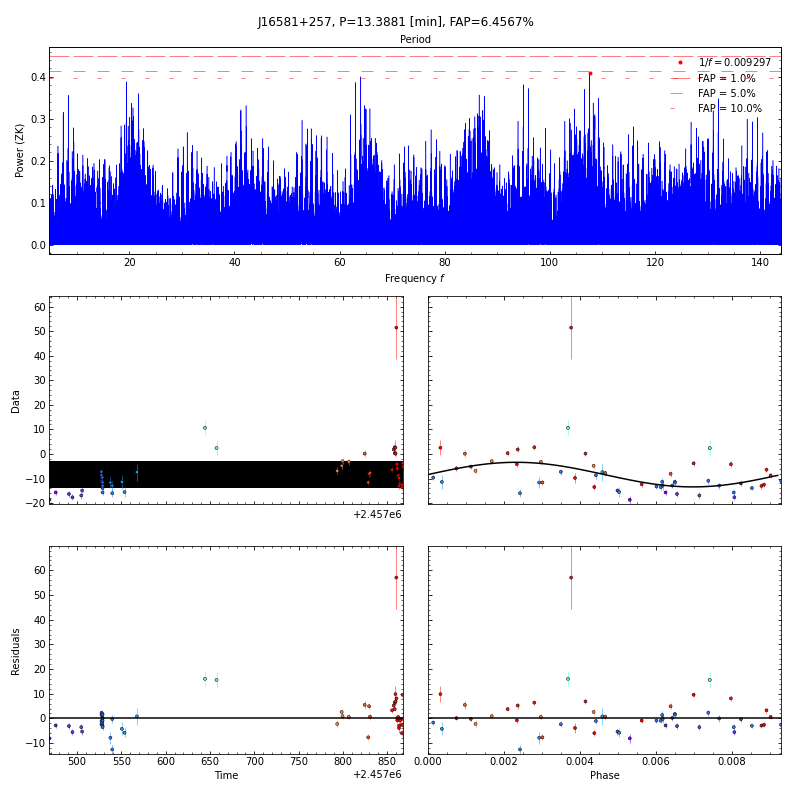 J16581+257, P=13.3881 [min], FAP=6.4567%
Period
Power (ZK)
0.4
0.3
0.2
0.1
0.0
1/f = 0.009297
FAP = 1.0%
FAP = 5.0%
FAP = 10.0%
20 40 60 80 100 120 140
Frequency f
Data
60
50
40
30
20
10
0
−10
−20
+2.457e6
Residuals
60
50
40
30
20
10
0
−10
500 550 600 650 700 750 800 850
Time
+2.457e6
0.000 0.002 0.004 0.006 0.008
Phase